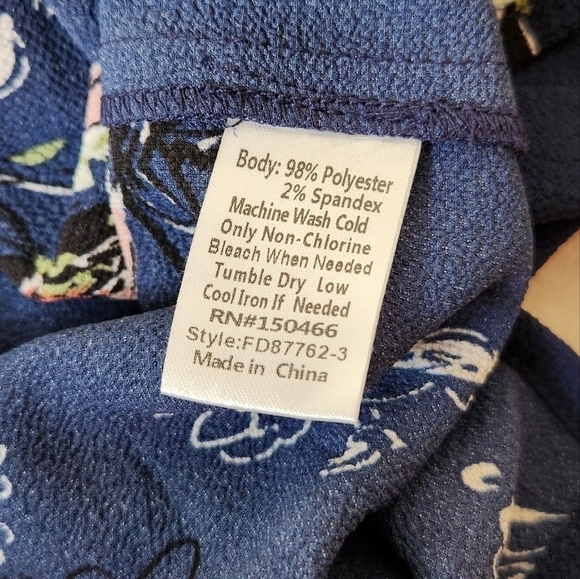 Body: 98% Polyester
2% Spandex
Machine Wash Cold
Only Non-Chlorine
Bleach When Needed
Tumble Dry Low
Cool Iron If Needed
RN#150466
Style:FD87762-3
Made in China